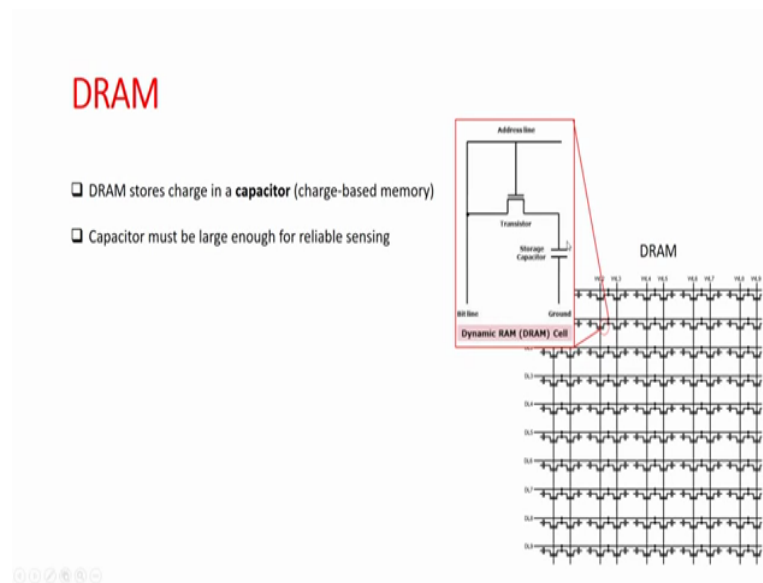 DRAM
❑ DRAM stores charge in a capacitor (charge-based memory)
❑ Capacitor must be large enough for reliable sensing
Address line
Transistor
Storage
Capacitor
Bit line
Ground
Dynamic RAM (DRAM) Cell
DRAM